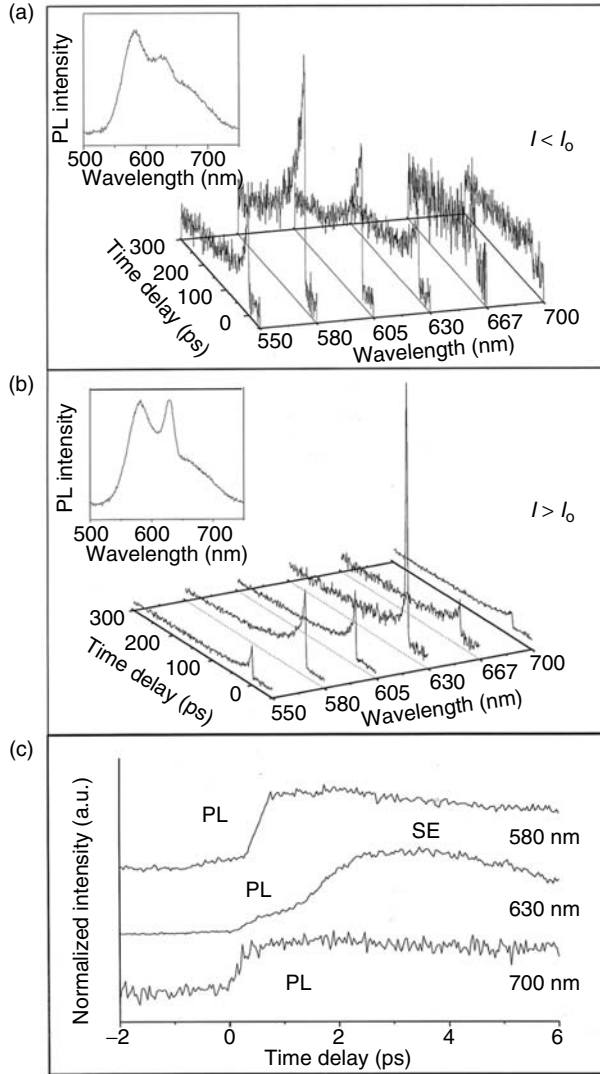 (a)
PL intensity
500 600 700
Wavelength (nm)
I < Io
300
200
100
0
Time delay (ps)
550 580 605 630 667 700
Wavelength (nm)
(b)
PL intensity
500 600 700
Wavelength (nm)
I > Io
300
200
100
0
Time delay (ps)
550 580 605 630 667 700
Wavelength (nm)
(c)
Normalized intensity (a.u.)
PL
580 nm
SE
PL
630 nm
PL
700 nm
−2 0 2 4 6
Time delay (ps)